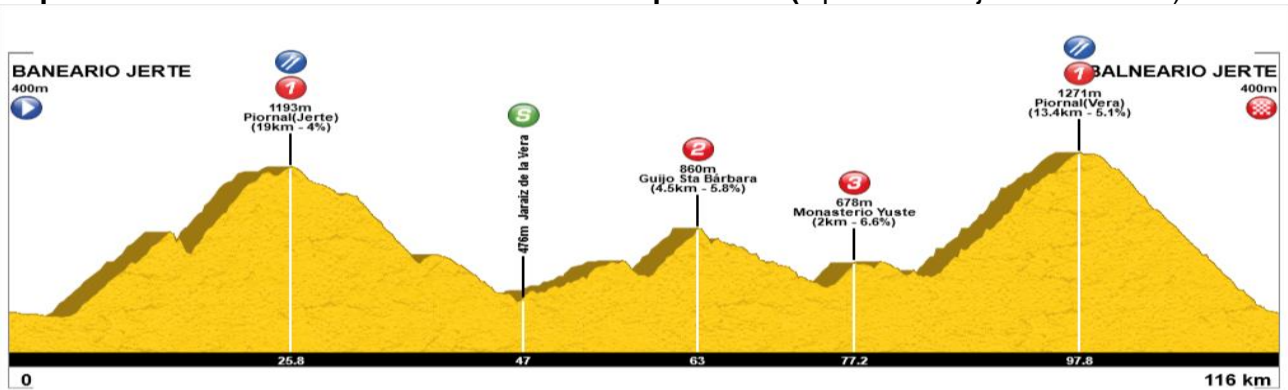 BANEARIO JERTE
400m
1
1193m
Piornal(Jerte)
(19km - 4%)
S
476m Jaraiz de la Vera
2
860m
Guijo Sta Bárbara
(4.5km - 5.8%)
3
678m
Monasterio Yuste
(2km - 6.6%)
1
1271m
Piornal(Vera)
(13.4km - 5.1%)
BALNEARIO JERTE
400m
25.8
47
63
77.2
97.8
0
116 km